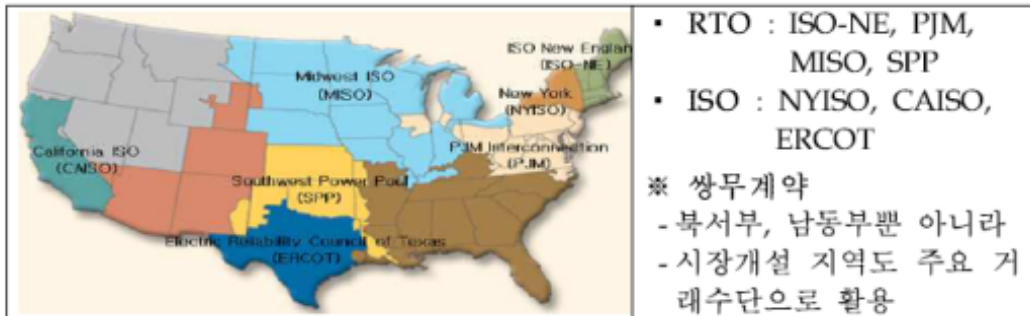 ISO New Englan
(ISO-NE)
Midwest ISO
(MISO)
New York
(NYISO)
PJM Interconnection
(PJM)
California ISO
(CAISO)
Southwest Power Pool
(SPP)
Electric Reliability Council of Texas
(ERCOT)
▪ RTO : ISO-NE, PJM,
MISO, SPP
▪ ISO : NYISO, CAISO,
ERCOT
※ 쌍무계약
- 북서부, 남동부뿐 아니라
- 시장개설 지역도 주요 거
래수단으로 활용